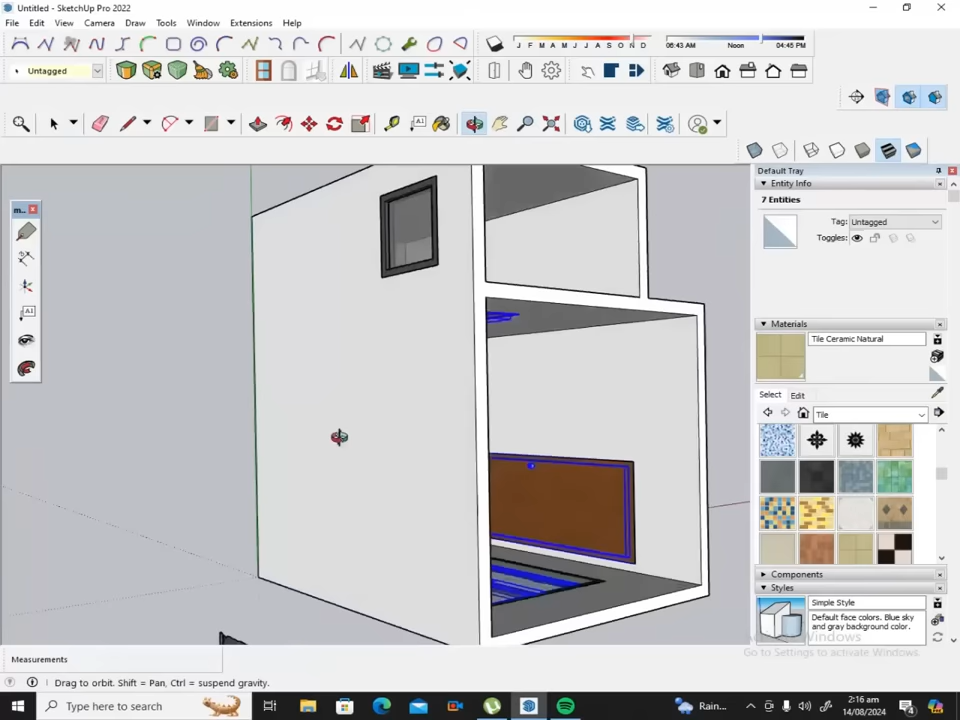 Untitled - SketchUp Pro 2022
File Edit View Camera Draw Tools Window Extensions Help
J F M A M J J A S O N D 06:43 AM Noon 04:45 PM
Untagged
Default Tray
Entity Info
7 Entities
Tag: Untagged
Toggles:
m...
A1
Materials
Tile Ceramic Natural
Select Edit
Tile
Components
Styles
Simple Style
Default face colors. Blue sky
and gray background color.
Activate Windows
Go to Settings to activate Windows.
Measurements
Drag to orbit. Shift = Pan, Ctrl = suspend gravity.
Type here to search
Rain...
2:16 am
14/08/2024
4